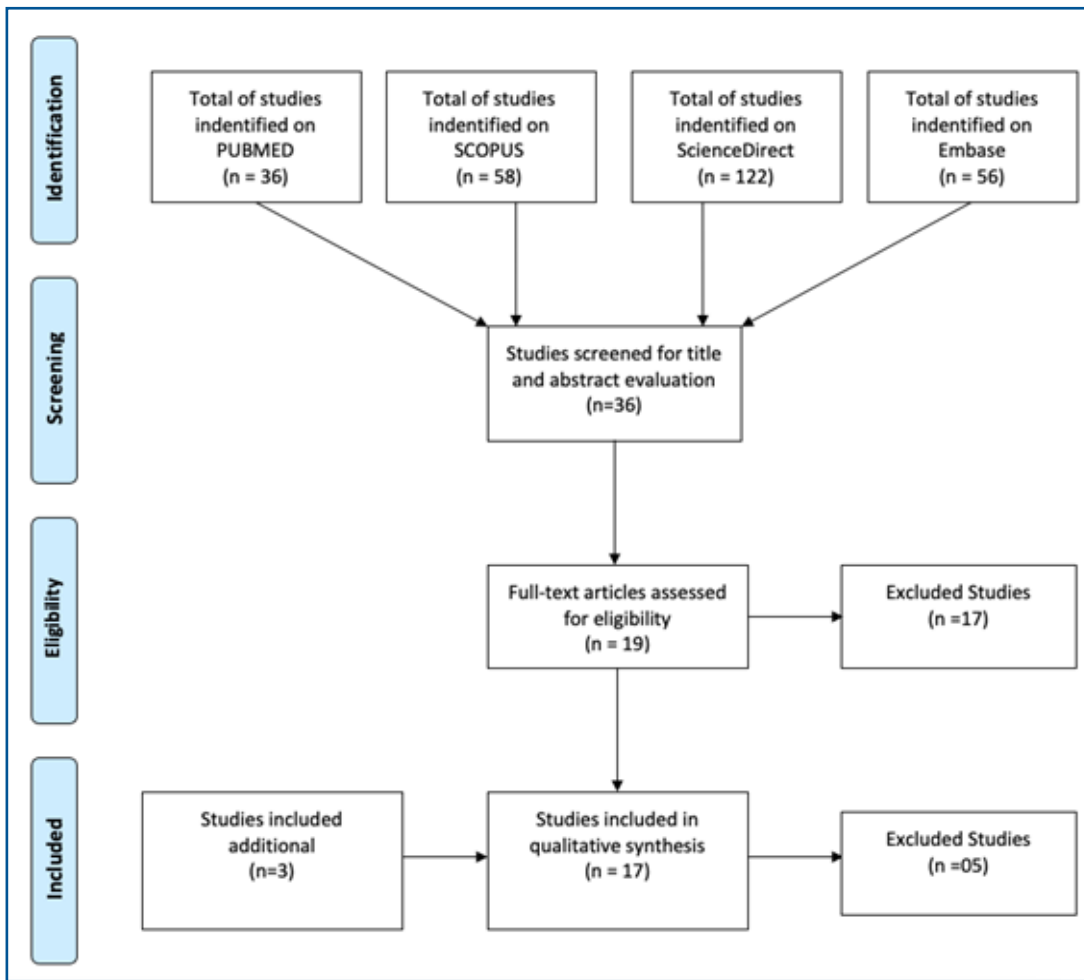 Identification
Total of studies
indentified on
PUBMED
(n = 36)
Total of studies
indentified on
SCOPUS
(n = 58)
Total of studies
indentified on
ScienceDirect
(n = 122)
Total of studies
indentified on
Embase
(n = 56)
Screening
Studies screened for title
and abstract evaluation
(n=36)
Eligibility
Full-text articles assessed
for eligibility
(n = 19)
Excluded Studies
(n =17)
Included
Studies included
additional
(n=3)
Studies included in
qualitative synthesis
(n = 17)
Excluded Studies
(n =05)